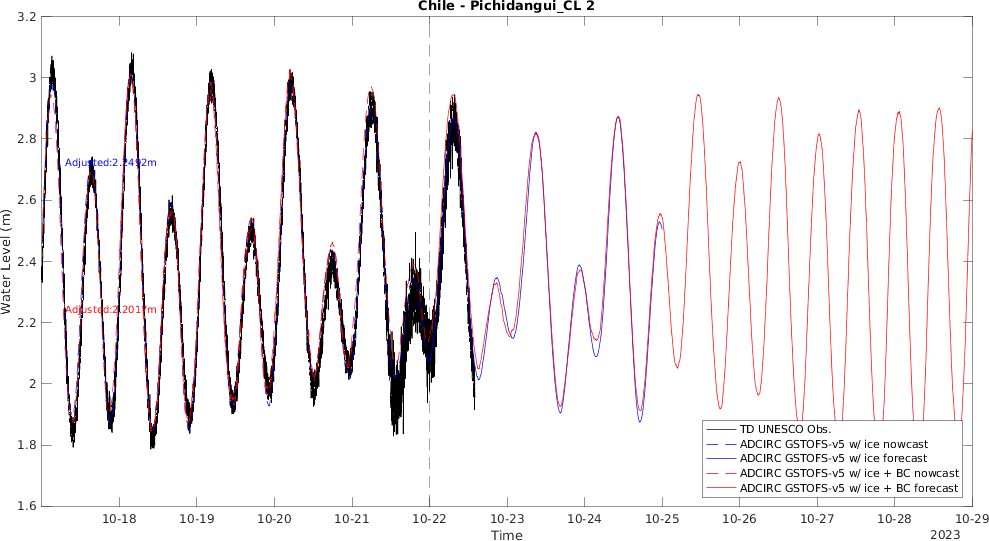 Chile - Pichidangui_CL 2
Water Level (m)
3.2
3
2.8
2.6
2.4
2.2
2
1.8
1.6
Adjusted:2.2492m
Adjusted:2.2017m
TD UNESCO Obs.
ADCIRC GSTOFS-v5 w/ ice nowcast
ADCIRC GSTOFS-v5 w/ ice forecast
ADCIRC GSTOFS-v5 w/ ice + BC nowcast
ADCIRC GSTOFS-v5 w/ ice + BC forecast
10-18 10-19 10-20 10-21 10-22 10-23 10-24 10-25 10-26 10-27 10-28 10-29
Time
2023